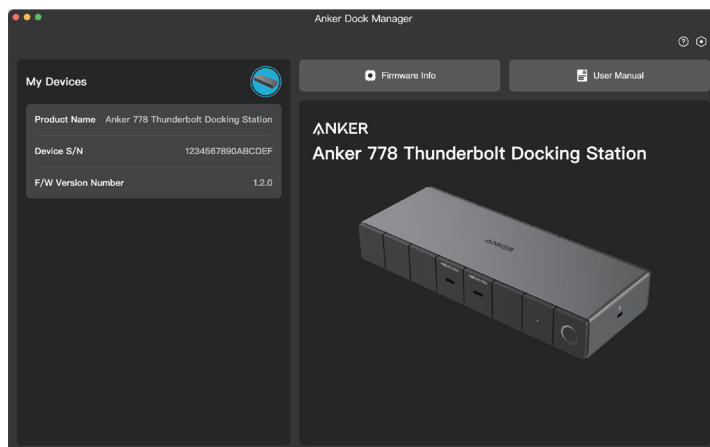 Anker Dock Manager
My Devices
Product Name Anker 778 Thunderbolt Docking Station
Device S/N 1234567890ABCDEF
F/W Version Number 1.2.0
Firmware Info
User Manual
ANKER
Anker 778 Thunderbolt Docking Station
ANKER